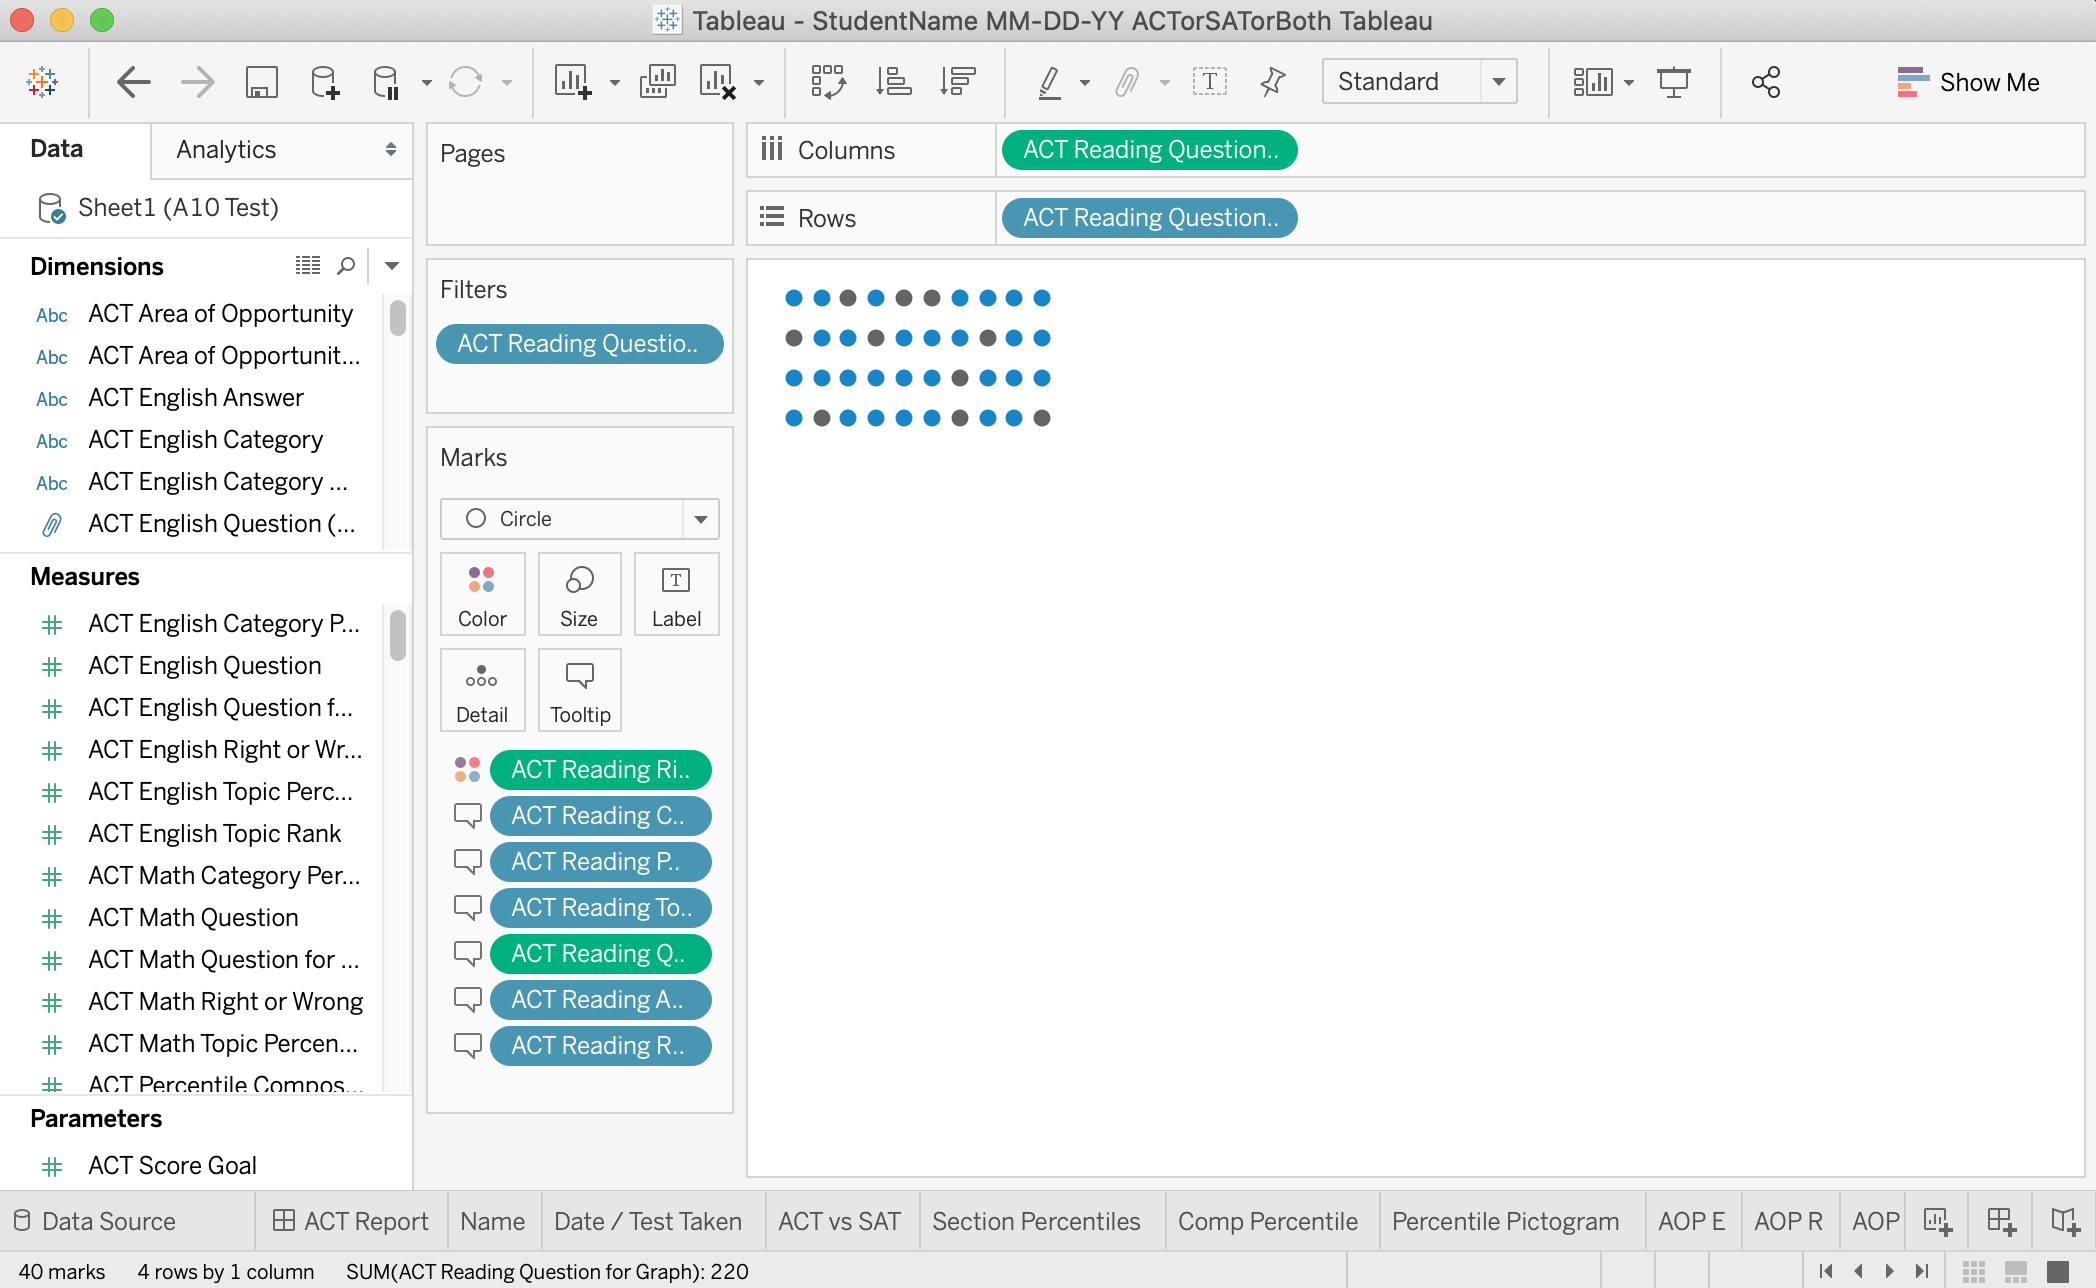 Tableau - StudentName MM-DD-YY ACTorSATorBoth Tableau
Standard
Show Me
Data
Analytics
Sheet1 (A10 Test)
Dimensions
Abc ACT Area of Opportunity
Abc ACT Area of Opportunit...
Abc ACT English Answer
Abc ACT English Category
Abc ACT English Category ...
ACT English Question (...
Measures
ACT English Category P...
ACT English Question
ACT English Question f...
ACT English Right or Wr...
ACT English Topic Perc...
ACT English Topic Rank
ACT Math Category Per...
ACT Math Question
ACT Math Question for ...
ACT Math Right or Wrong
ACT Math Topic Percen...
ACT Percentile Compos...
Parameters
ACT Score Goal
Pages
Filters
ACT Reading Questio..
Marks
Circle
Color Size Label
Detail Tooltip
ACT Reading Ri..
ACT Reading C..
ACT Reading P..
ACT Reading To..
ACT Reading Q..
ACT Reading A..
ACT Reading R..
Columns ACT Reading Question..
Rows ACT Reading Question..
Data Source ACT Report Name Date / Test Taken ACT vs SAT Section Percentiles Comp Percentile Percentile Pictogram AOP E AOP R AOP
40 marks 4 rows by 1 column SUM(ACT Reading Question for Graph): 220